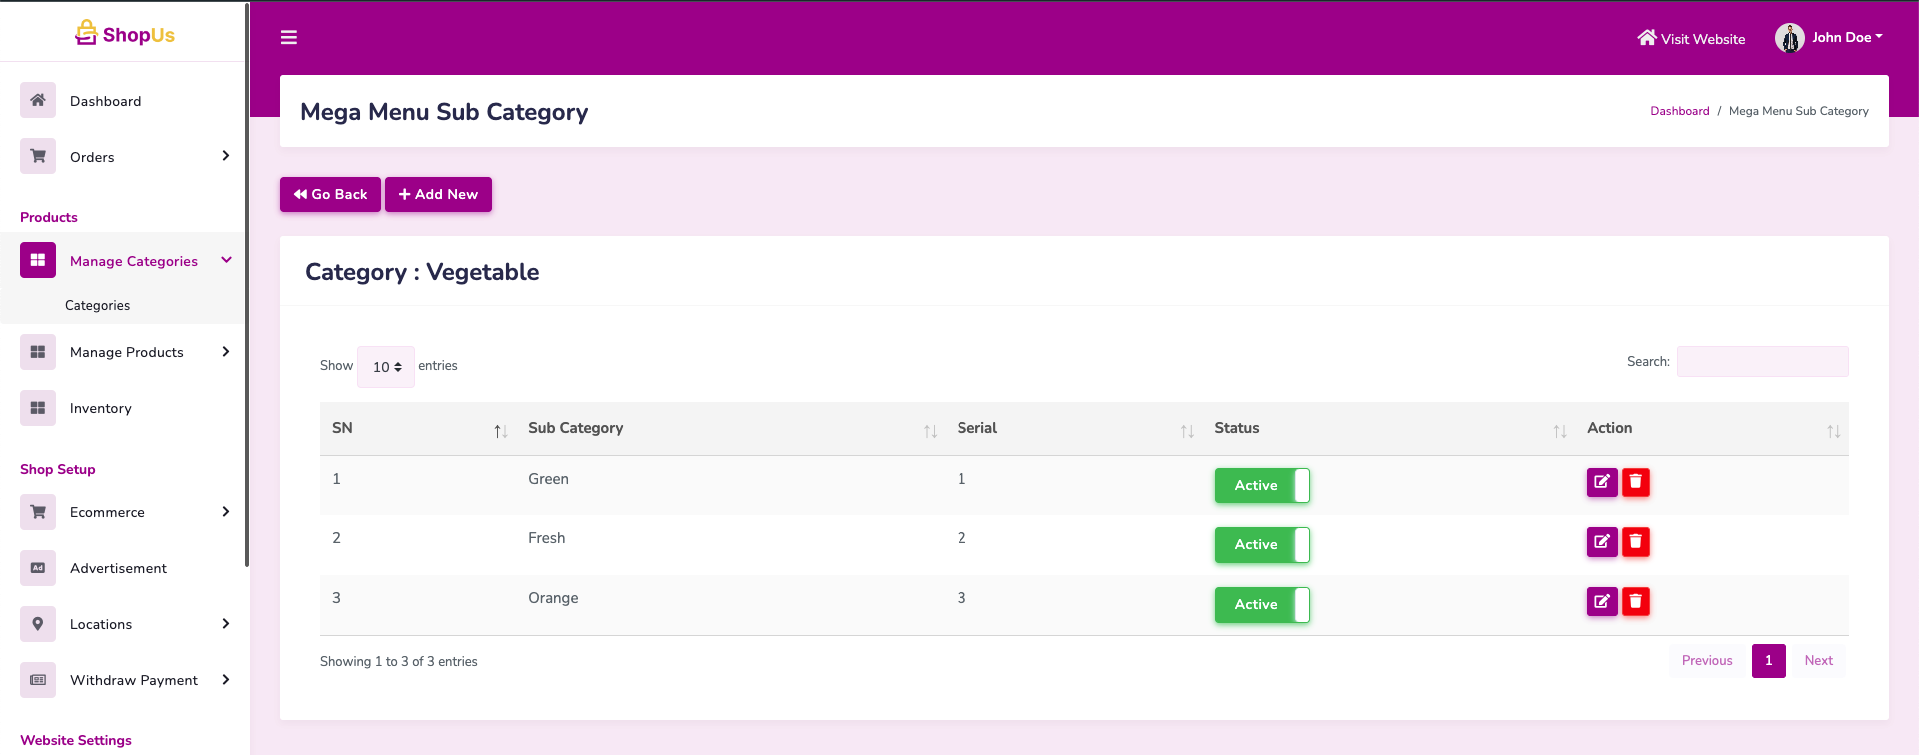 ShopUs
Visit Website
John Doe
Dashboard
Orders
Products
Manage Categories
Categories
Manage Products
Inventory
Shop Setup
Ecommerce
Ad
Advertisement
Locations
Withdraw Payment
Website Settings
Mega Menu Sub Category
Dashboard / Mega Menu Sub Category
Go Back
Add New
Category : Vegetable
Show 10 entries
Search:
SN Sub Category Serial Status Action
1 Green 1 Active
2 Fresh 2 Active
3 Orange 3 Active
Showing 1 to 3 of 3 entries
Previous 1 Next